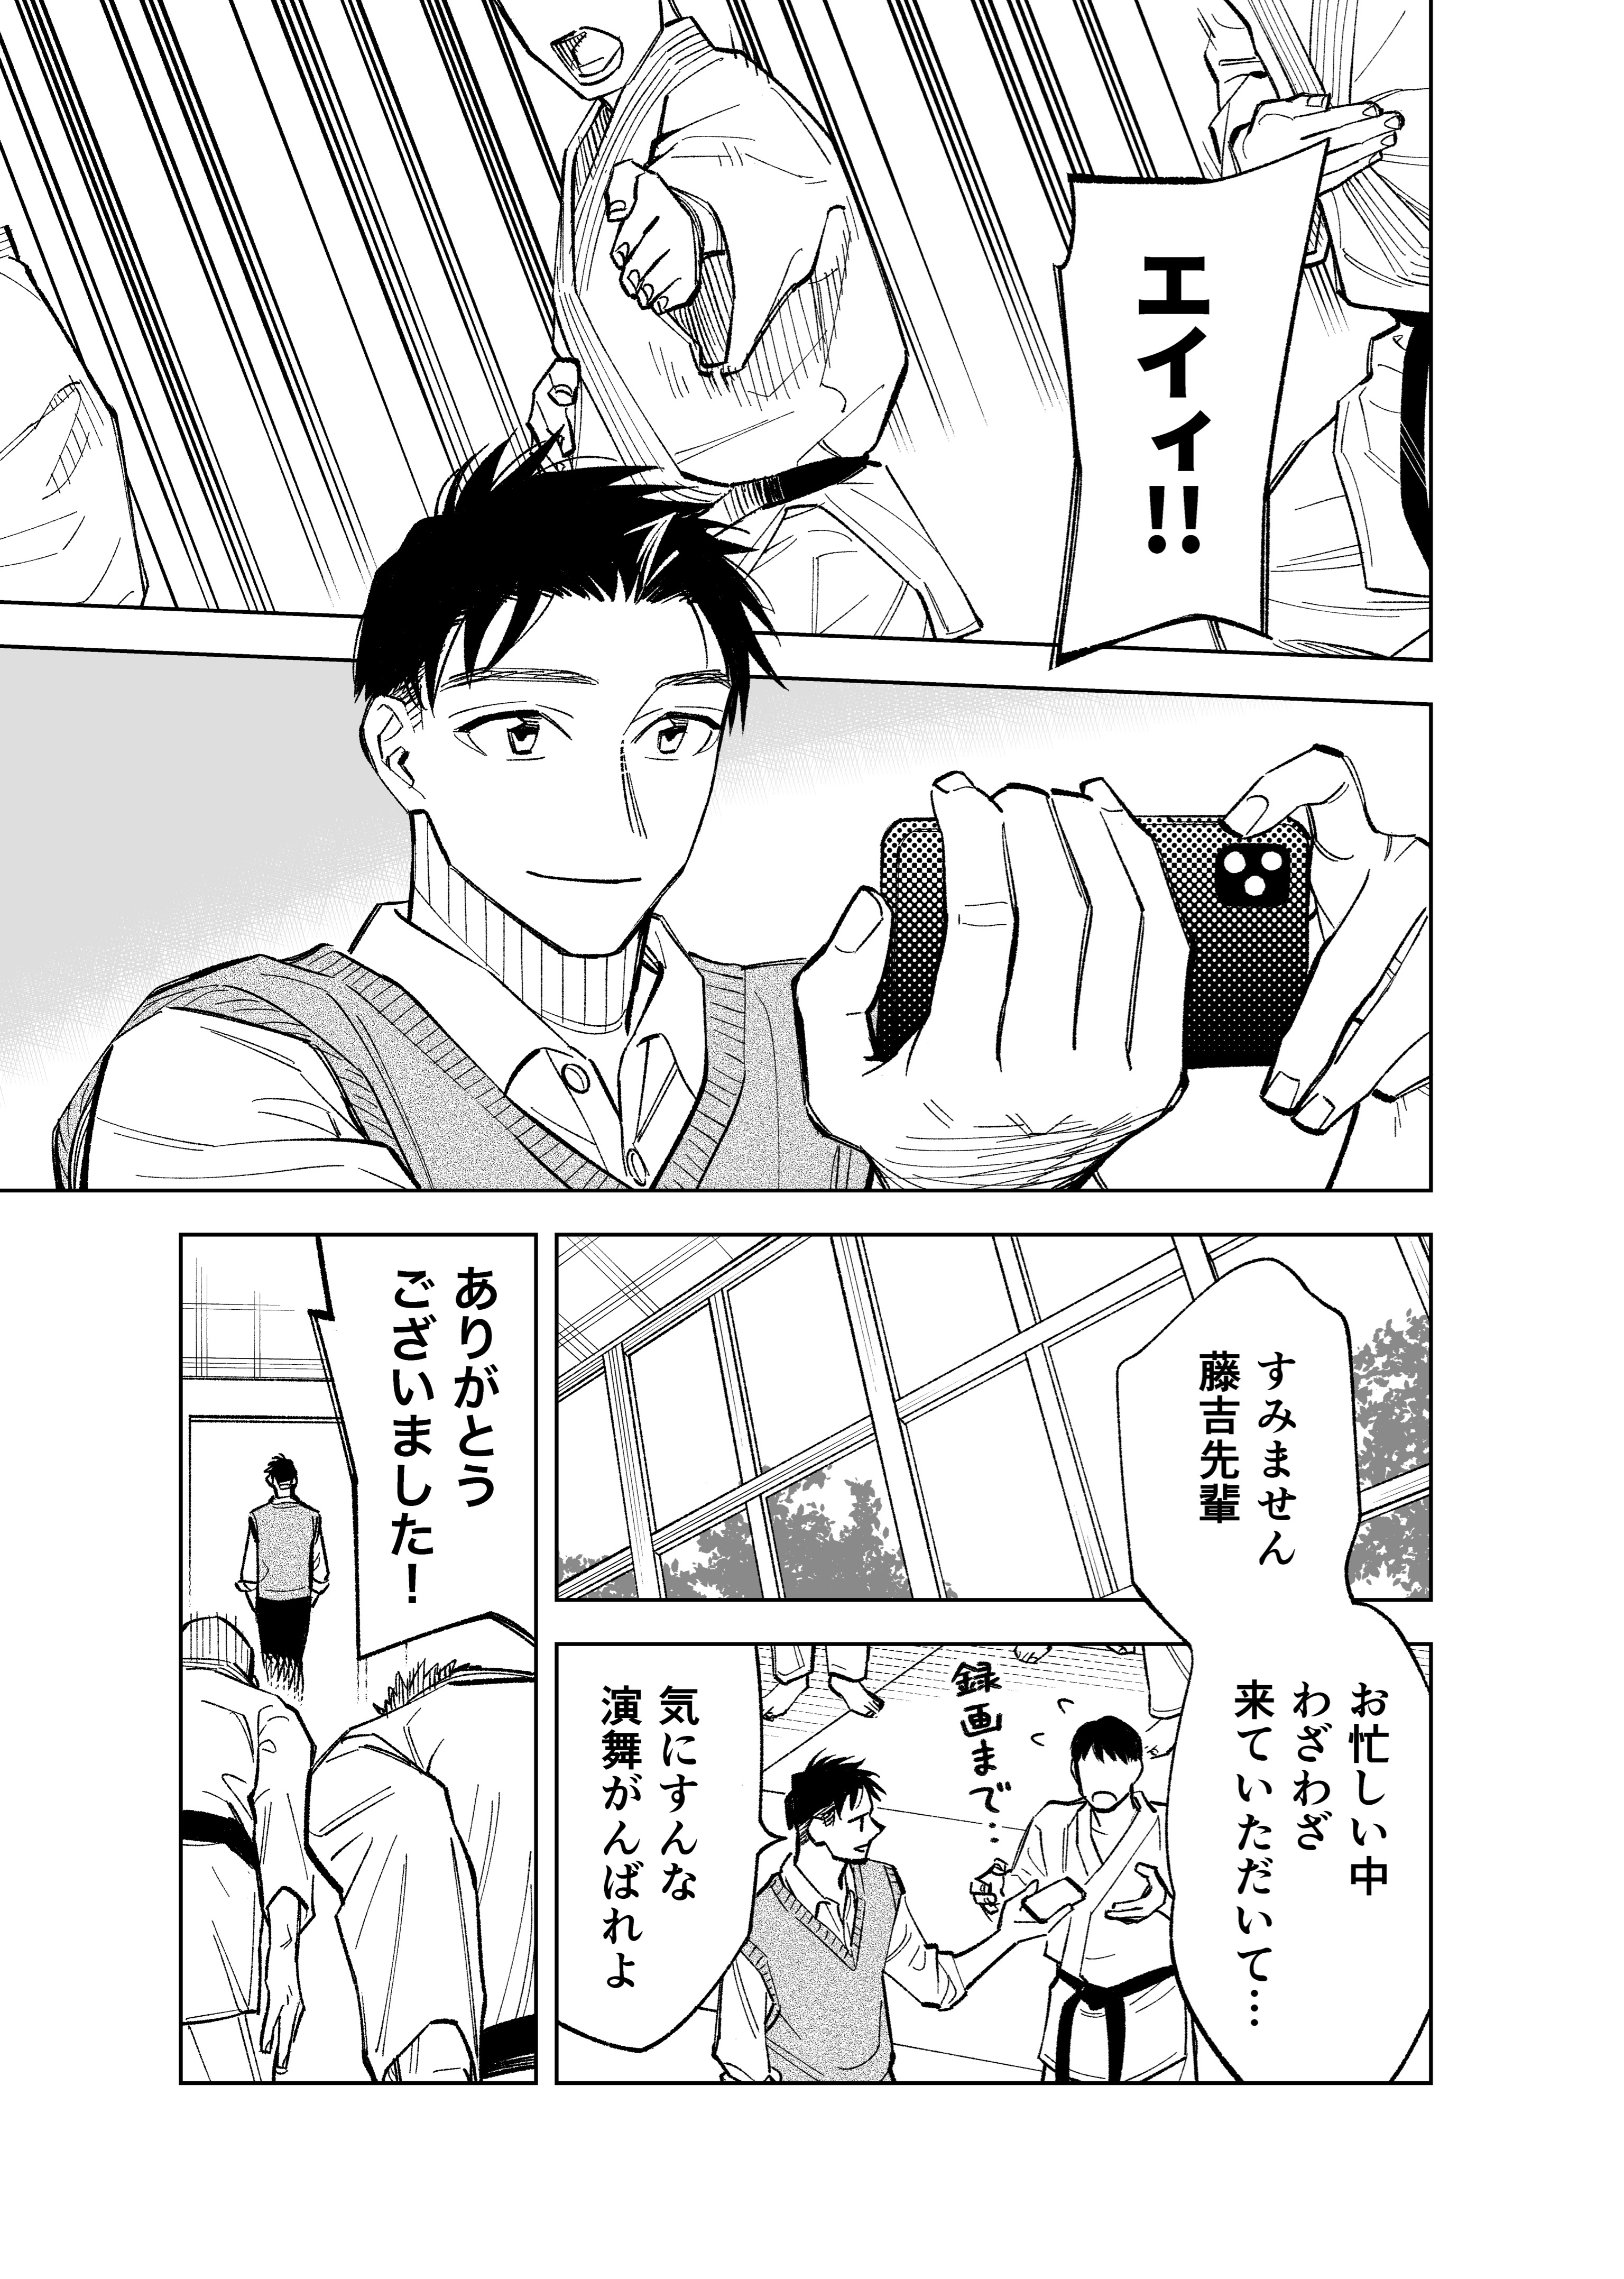 エイィ!!
すみません
藤吉先輩
お忙しい中
わざわざ
来ていただいて…
録画まで…
気にすんな
演舞がんばれよ
ありがとう
ございました!